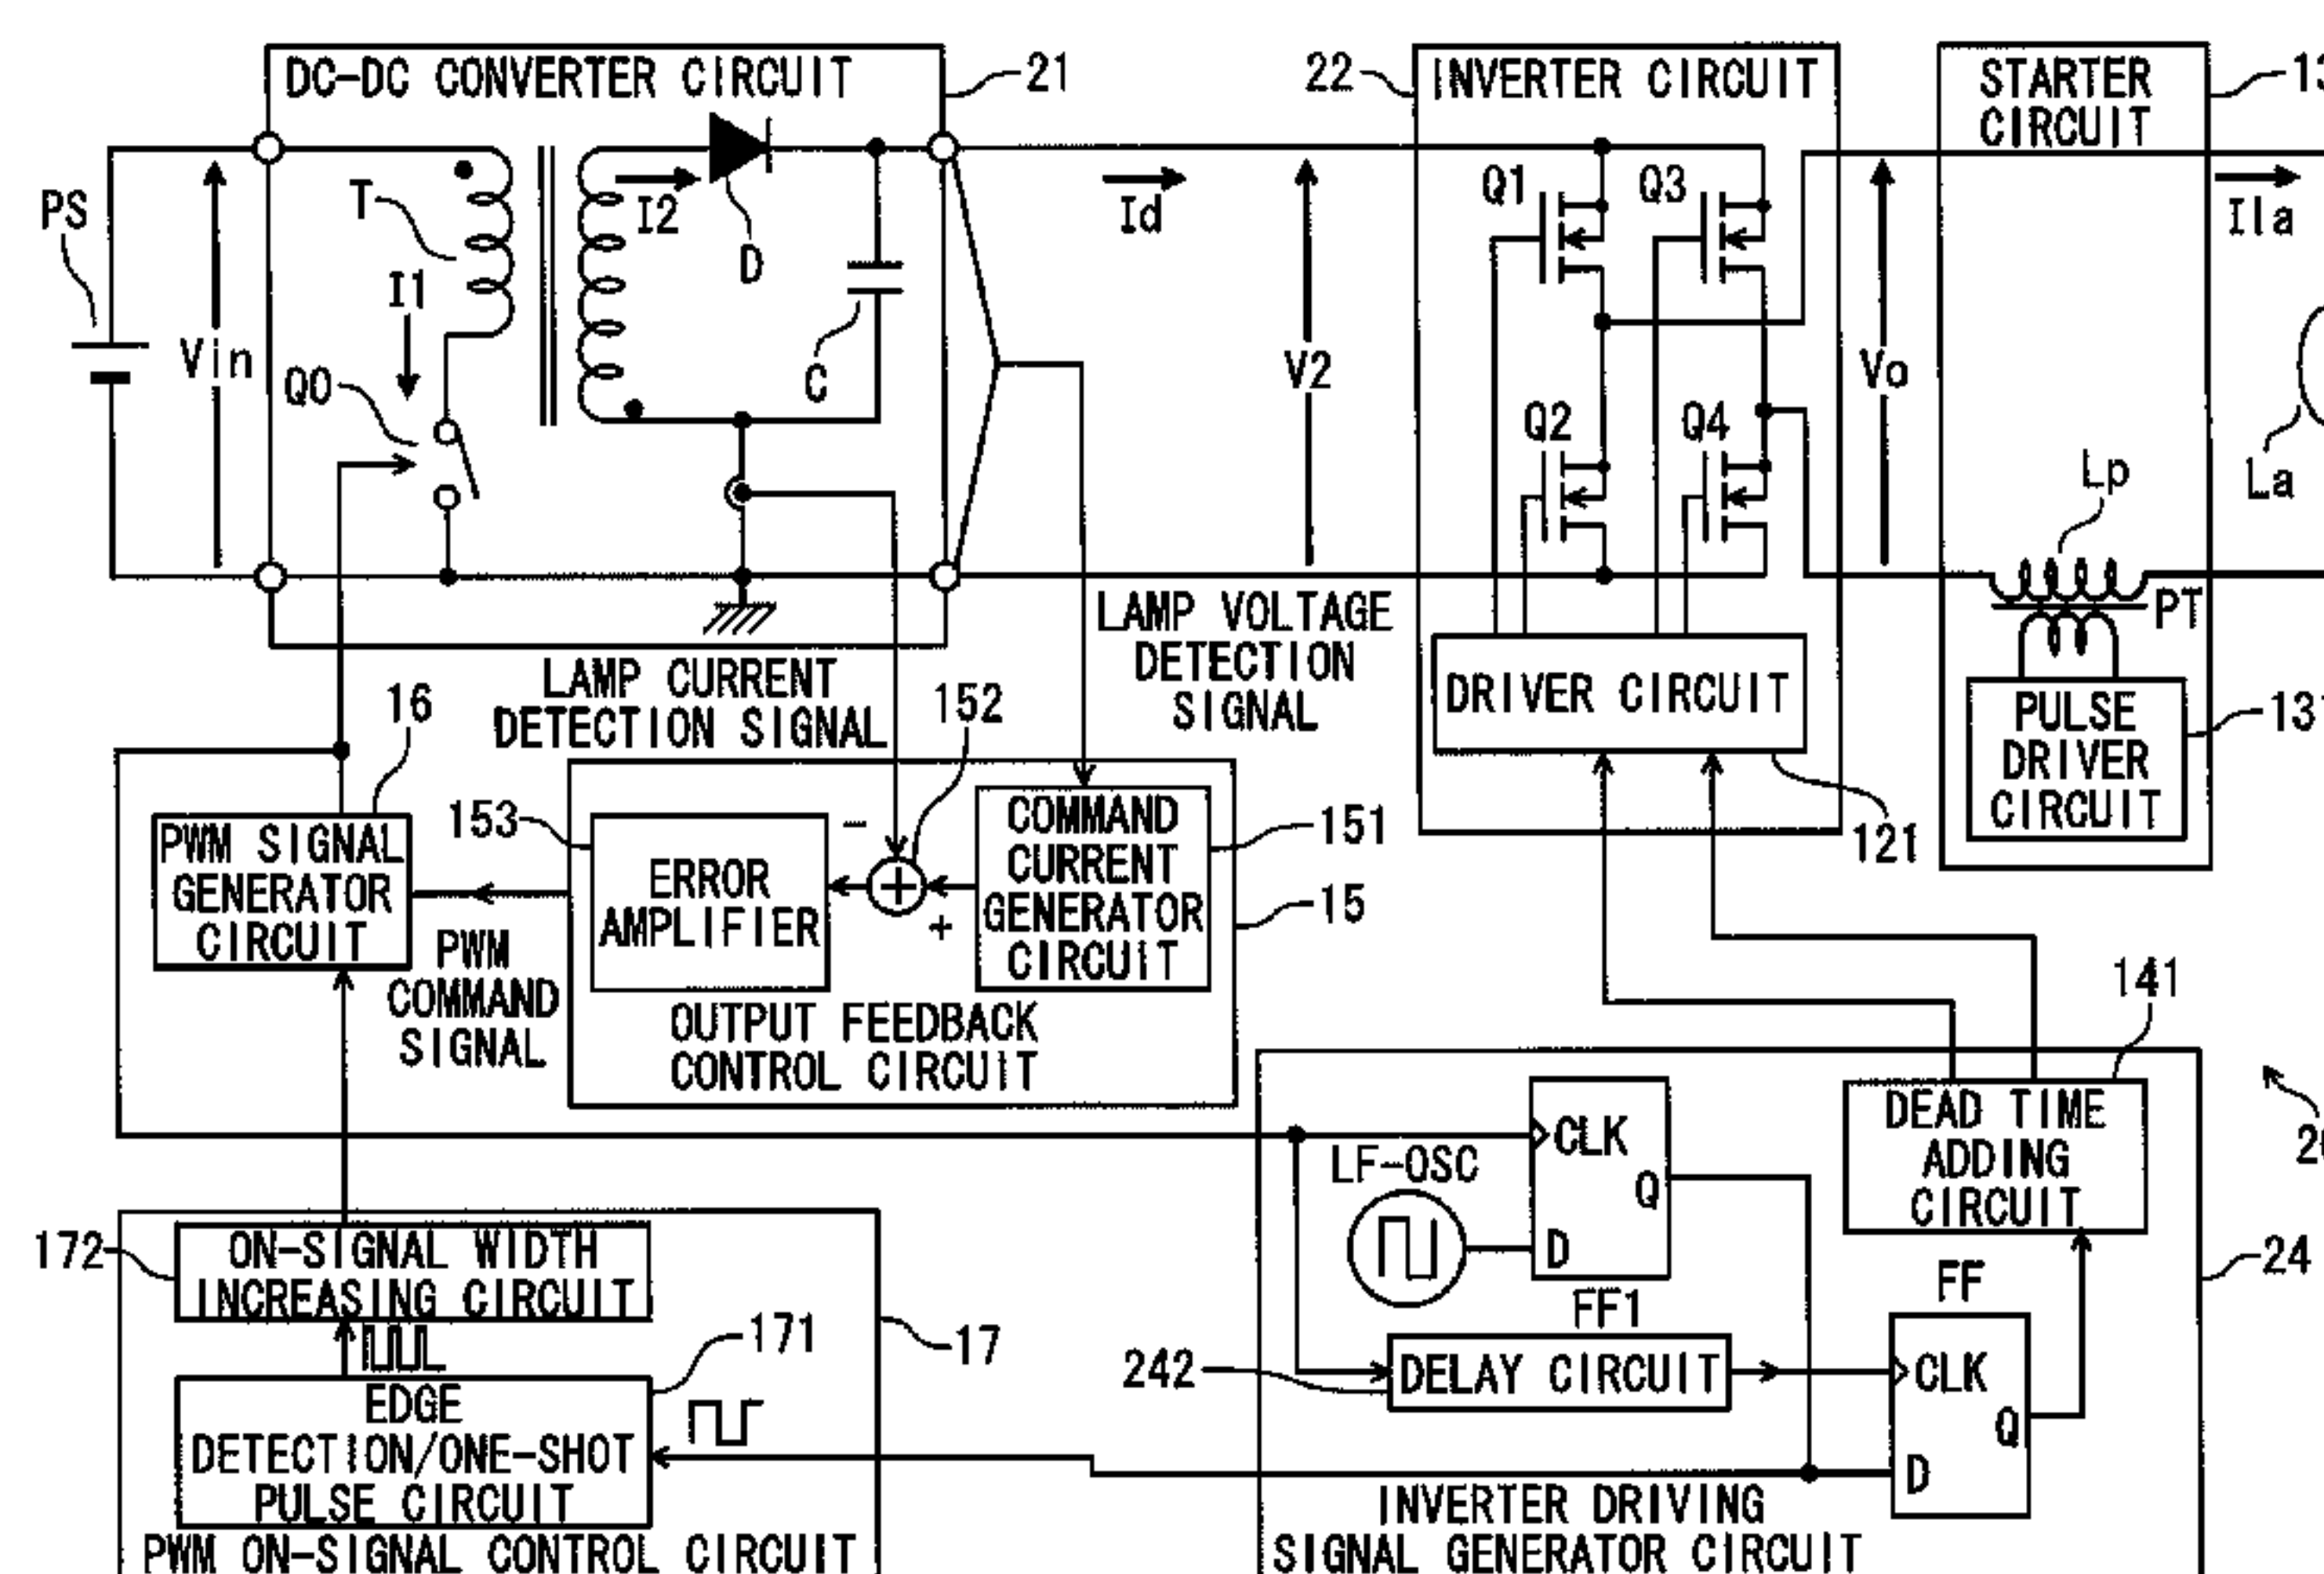 DC-DC CONVERTER CIRCUIT
21
22
INVERTER CIRCUIT
STARTER
CIRCUIT
PS
T
I1
I2
D
Id
Q1
Q3
Ila
Vin
Q0
C
V2
Vo
Q2
Q4
Lp
La
PT
LAMP VOLTAGE
DETECTION
SIGNAL
LAMP CURRENT
DETECTION SIGNAL
DRIVER CIRCUIT
121
PULSE
DRIVER
CIRCUIT
16
152
153
151
15
PWM SIGNAL
GENERATOR
CIRCUIT
PWM
COMMAND
SIGNAL
ERROR
AMPLIFIER
-
+
+
COMMAND
CURRENT
GENERATOR
CIRCUIT
OUTPUT FEEDBACK
CONTROL CIRCUIT
141
DEAD TIME
ADDING
CIRCUIT
CLK
Q
D
LF-OSC
FF1
24
FF
CLK
Q
D
242
DELAY CIRCUIT
INVERTER DRIVING
SIGNAL GENERATOR CIRCUIT
172
ON-SIGNAL WIDTH
INCREASING CIRCUIT
171
17
EDGE
DETECTION/ONE-SHOT
PULSE CIRCUIT
PWM ON-SIGNAL CONTROL CIRCUIT